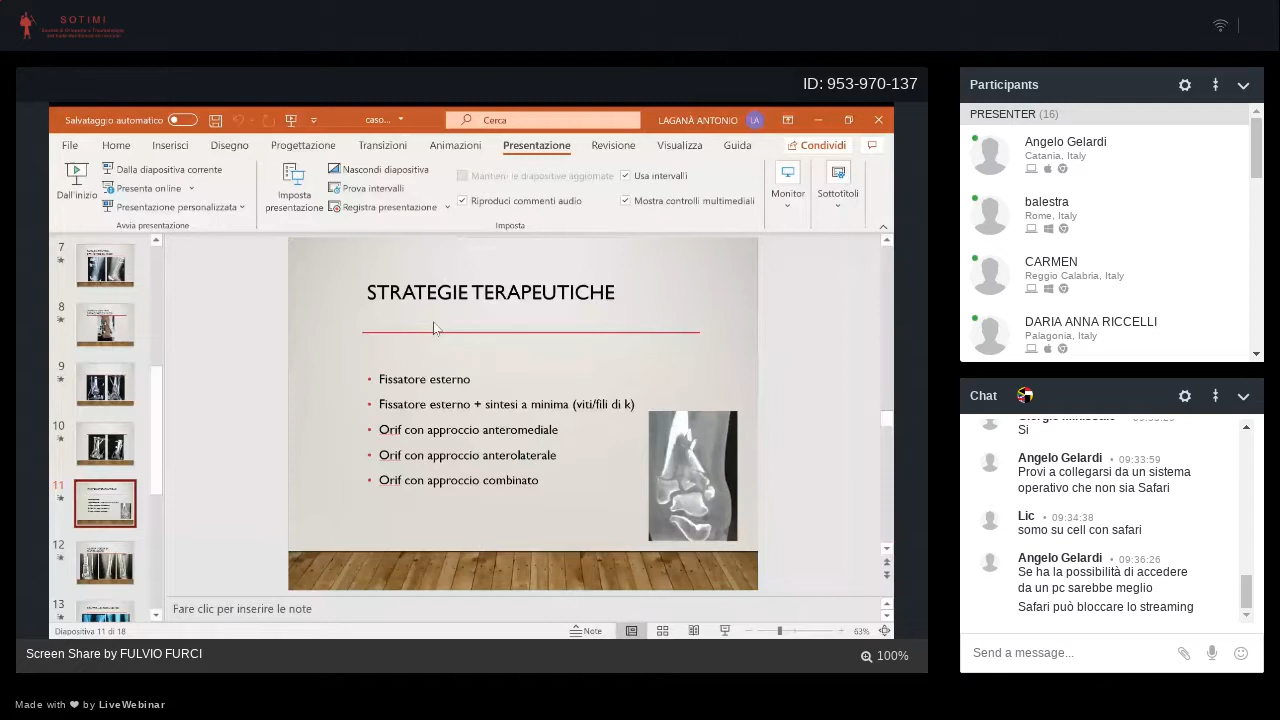 SOTIMI
ID: 953-970-137
Salvataggio automatico
caso...
Cerca
LAGANÀ ANTONIO
LA
File
Home
Inserisci
Disegno
Progettazione
Transizioni
Animazioni
Presentazione
Revisione
Visualizza
Guida
Condividi
Dall'inizio
Dalla diapositiva corrente
Presenta online
Presentazione personalizzata
Avvia presentazione
Imposta
presentazione
Nascondi diapositiva
Prova intervalli
Registra presentazione
Mantieni le diapositive aggiornate
Riproduci commenti audio
Usa intervalli
Mostra controlli multimediali
Imposta
Monitor
Sottotitoli
7
8
9
10
11
12
13
STRATEGIE TERAPEUTICHE
• Fissatore esterno
• Fissatore esterno + sintesi a minima (viti/fili di k)
• Orif con approccio anteromediale
• Orif con approccio anterolaterale
• Orif con approccio combinato
Fare clic per inserire le note
Diapositiva 11 di 18
Note
63%
Screen Share by FULVIO FURCI
100%
Made with ❤ by LiveWebinar
Participants
PRESENTER (16)
Angelo Gelardi
Catania, Italy
balestra
Rome, Italy
CARMEN
Reggio Calabria, Italy
DARIA ANNA RICCELLI
Palagonia, Italy
Chat
Si
Angelo Gelardi • 09:33:59
Provi a collegarsi da un sistema
operativo che non sia Safari
Lic • 09:34:38
somo su cell con safari
Angelo Gelardi • 09:36:26
Se ha la possibilità di accedere
da un pc sarebbe meglio
Safari può bloccare lo streaming
Send a message...